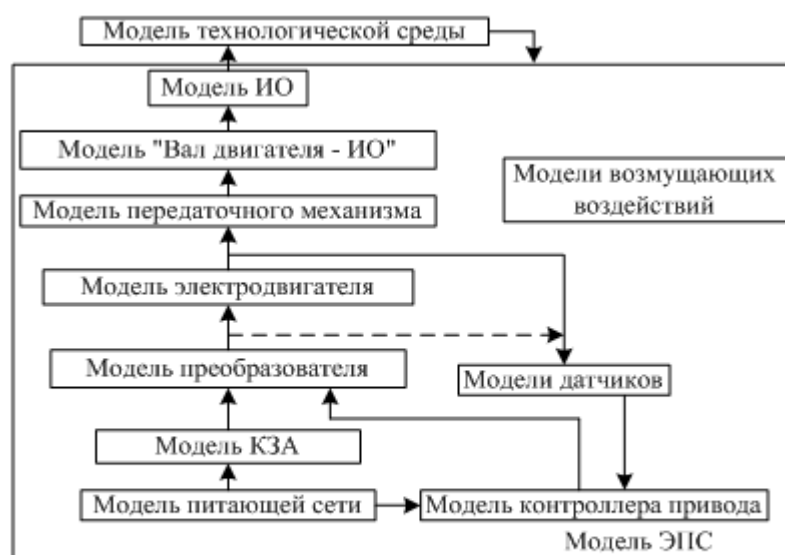 Модель технологической среды
Модель ИО
Модель "Вал двигателя - ИО"
Модели возмущающих
воздействий
Модель передаточного механизма
Модель электродвигателя
Модель преобразователя
Модели датчиков
Модель КЗА
Модель питающей сети
Модель контроллера привода
Модель ЭПС